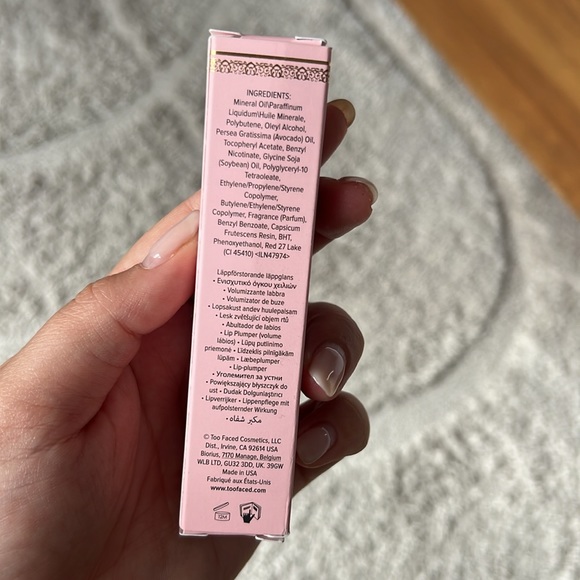 INGREDIENTS:
Mineral Oil\Paraffinum
Liquidum\Huile Minerale,
Polybutene, Oleyl Alcohol,
Persea Gratissima (Avocado) Oil,
Tocopheryl Acetate, Benzyl
Nicotinate, Glycine Soja
(Soybean) Oil, Polyglyceryl-10
Tetraoleate,
Ethylene/Propylene/Styrene
Copolymer,
Butylene/Ethylene/Styrene
Copolymer, Fragrance (Parfum),
Benzyl Benzoate, Capsicum
Frutescens Resin, BHT,
Phenoxyethanol, Red 27 Lake
(CI 45410) <ILN47974>
Läppförstorande läppglans
• Ενισχυτικό όγκου χειλιών
• Volumizzante labbra
• Volumizator de buze
• Lopsakust andev huulepalsam
• Lesk zvětšující objem rtů
• Abultador de labios
• Lip Plumper (volume
lábios) • Lūpų putlinimo
priemonė • Līdzeklis pilnīgākām
lūpām • Læbeplumper
• Lip-plumper
• Уголемител за устни
• Powiększający błyszczyk do
ust • Dudak Dolgunlaştırıcı
• Lipverrijker • Lippenpflege mit
aufpolsternder Wirkung
• مكبر شفاه
© Too Faced Cosmetics, LLC
Dist., Irvine, CA 92614 USA
Biorius, 7170 Manage, Belgium
WLB LTD, GU32 3DD, UK. 39GW
Made in USA
Fabriqué aux États-Unis
www.toofaced.com
12M